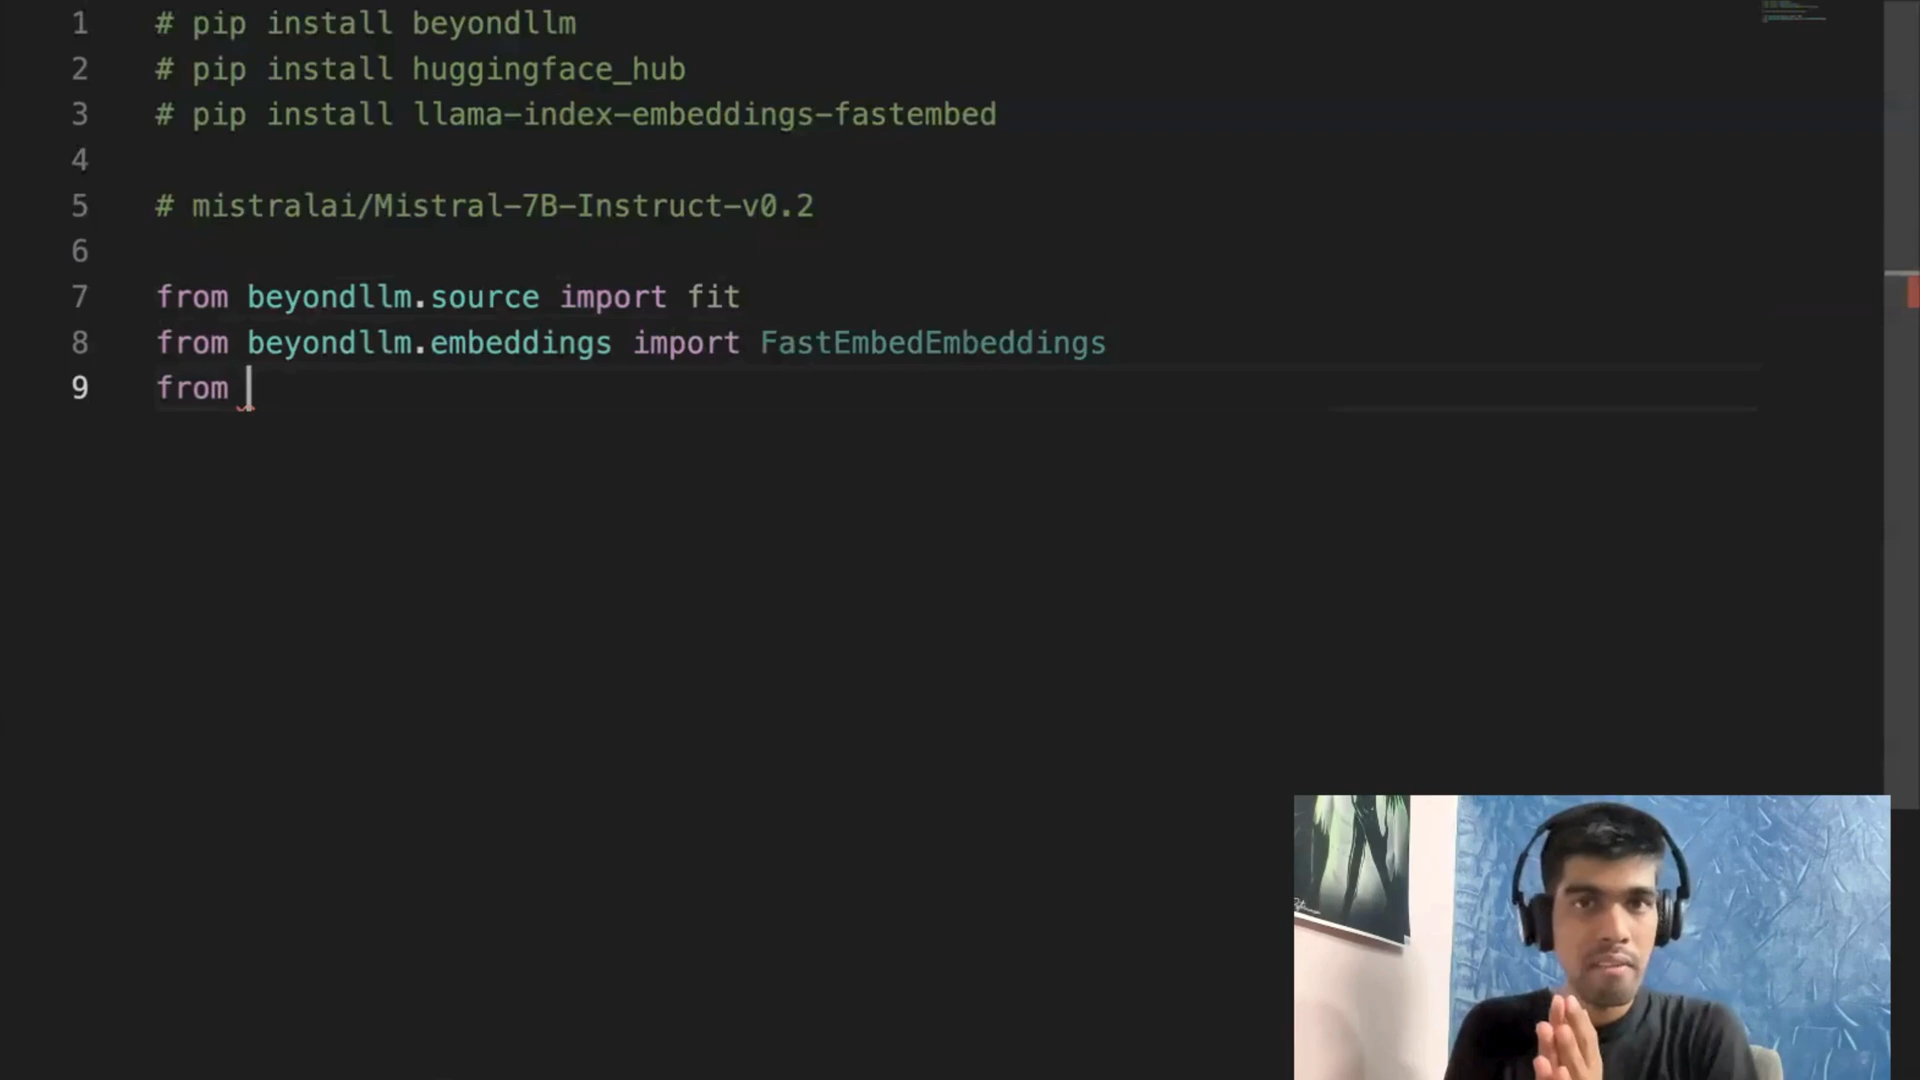 1 # pip install beyondllm
2 # pip install huggingface_hub
3 # pip install llama-index-embeddings-fastembed
4
5 # mistralai/Mistral-7B-Instruct-v0.2
6
7 from beyondllm.source import fit
8 from beyondllm.embeddings import FastEmbedEmbeddings
9 from